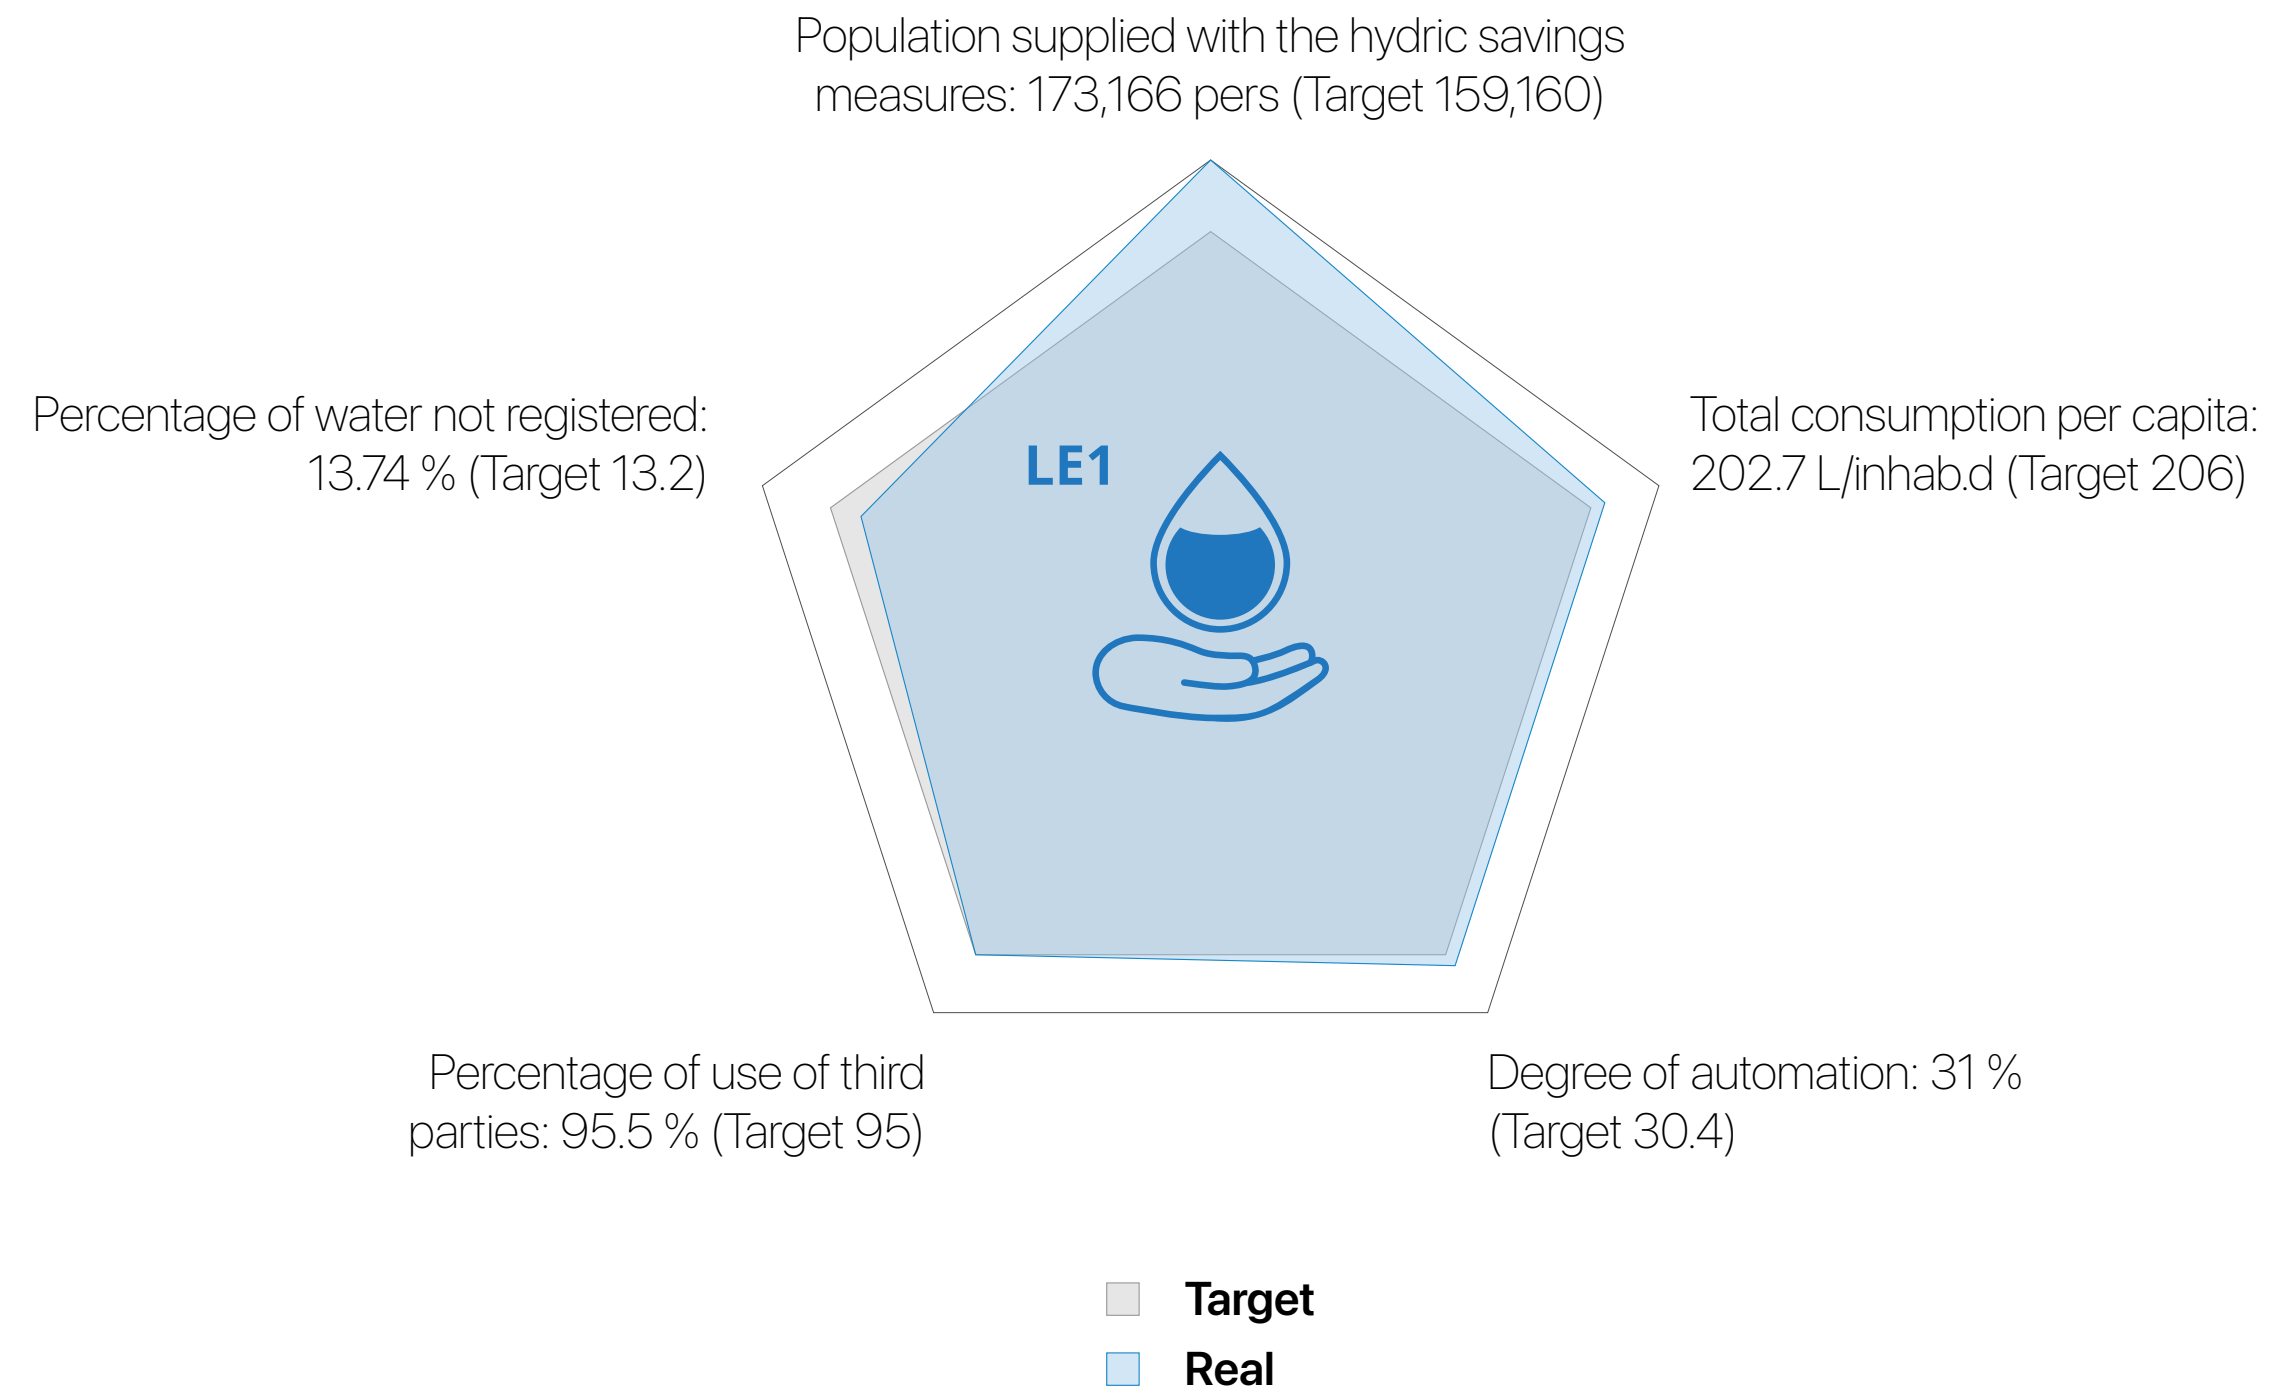 Population supplied with the hydric savings
measures: 173,166 pers (Target 159,160)
Percentage of water not registered:
13.74 % (Target 13.2)
Total consumption per capita:
202.7 L/inhab.d (Target 206)
LE1
Percentage of use of third
parties: 95.5 % (Target 95)
Degree of automation: 31 %
(Target 30.4)
Target
Real